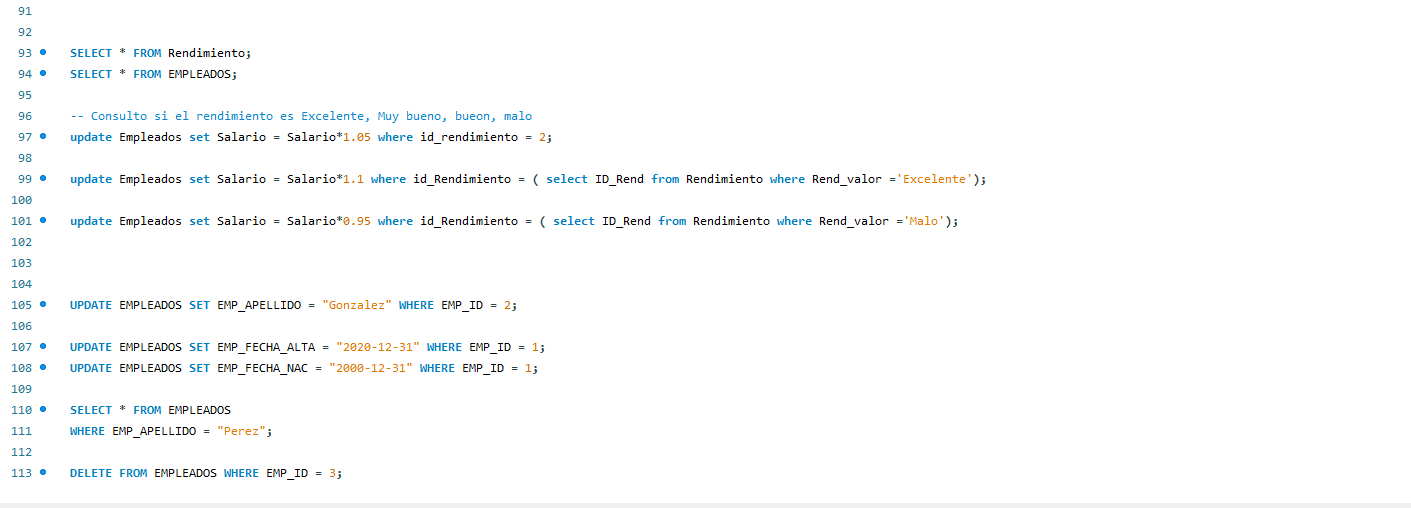 91
92
93 SELECT * FROM Rendimiento;
94 SELECT * FROM EMPLEADOS;
95
96 -- Consulto si el rendimiento es Excelente, Muy bueno, bueon, malo
97 update Empleados set Salario = Salario*1.05 where id_rendimiento = 2;
98
99 update Empleados set Salario = Salario*1.1 where id_Rendimiento = ( select ID_Rend from Rendimiento where Rend_valor ='Excelente');
100
101 update Empleados set Salario = Salario*0.95 where id_Rendimiento = ( select ID_Rend from Rendimiento where Rend_valor ='Malo');
102
103
104
105 UPDATE EMPLEADOS SET EMP_APELLIDO = "Gonzalez" WHERE EMP_ID = 2;
106
107 UPDATE EMPLEADOS SET EMP_FECHA_ALTA = "2020-12-31" WHERE EMP_ID = 1;
108 UPDATE EMPLEADOS SET EMP_FECHA_NAC = "2000-12-31" WHERE EMP_ID = 1;
109
110 SELECT * FROM EMPLEADOS
111 WHERE EMP_APELLIDO = "Perez";
112
113 DELETE FROM EMPLEADOS WHERE EMP_ID = 3;